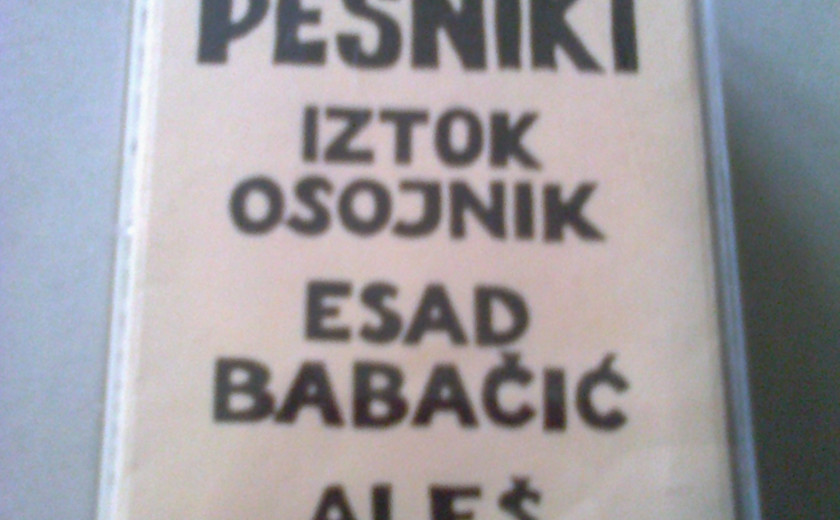 PESNIKI
IZTOK
OSOJNIK
ESAD
BABAČIĆ
ALEŠ